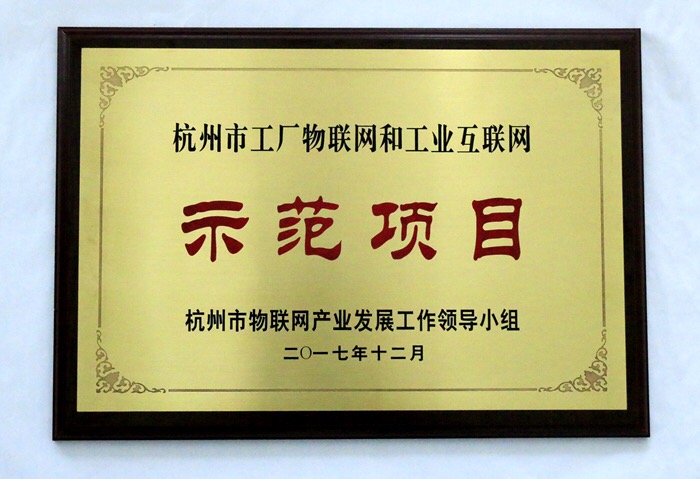 杭州市工厂物联网和工业互联网
示范项目
杭州市物联网产业发展工作领导小组
二〇一七年十二月